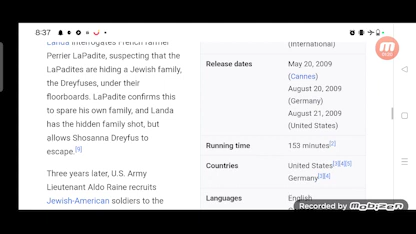 8:37
Landa interrogates French farmer
Perrier LaPadite, suspecting that the
LaPadites are hiding a Jewish family,
the Dreyfuses, under their
floorboards. LaPadite confirms this
to spare his own family, and Landa
has the hidden family shot, but
allows Shosanna Dreyfus to
escape.[9]
Three years later, U.S. Army
Lieutenant Aldo Raine recruits
Jewish-American soldiers to the
(International)
Release dates
May 20, 2009
(Cannes)
August 20, 2009
(Germany)
August 21, 2009
(United States)
Running time
153 minutes[2]
Countries
United States[3][4][5]
Germany[3][4]
Languages
English
Recorded by Mobizen